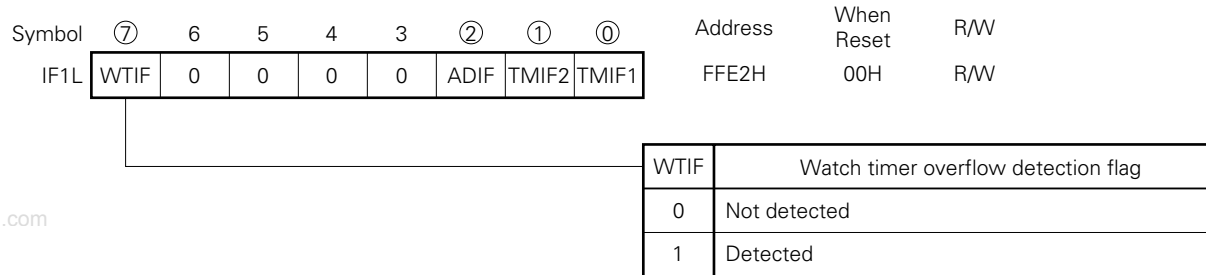 Symbol ⑦ 6 5 4 3 ② ① ⓪ Address When Reset R/W
IF1L WTIF 0 0 0 0 ADIF TMIF2 TMIF1 FFE2H 00H R/W
WTIF Watch timer overflow detection flag
0 Not detected
1 Detected
.com